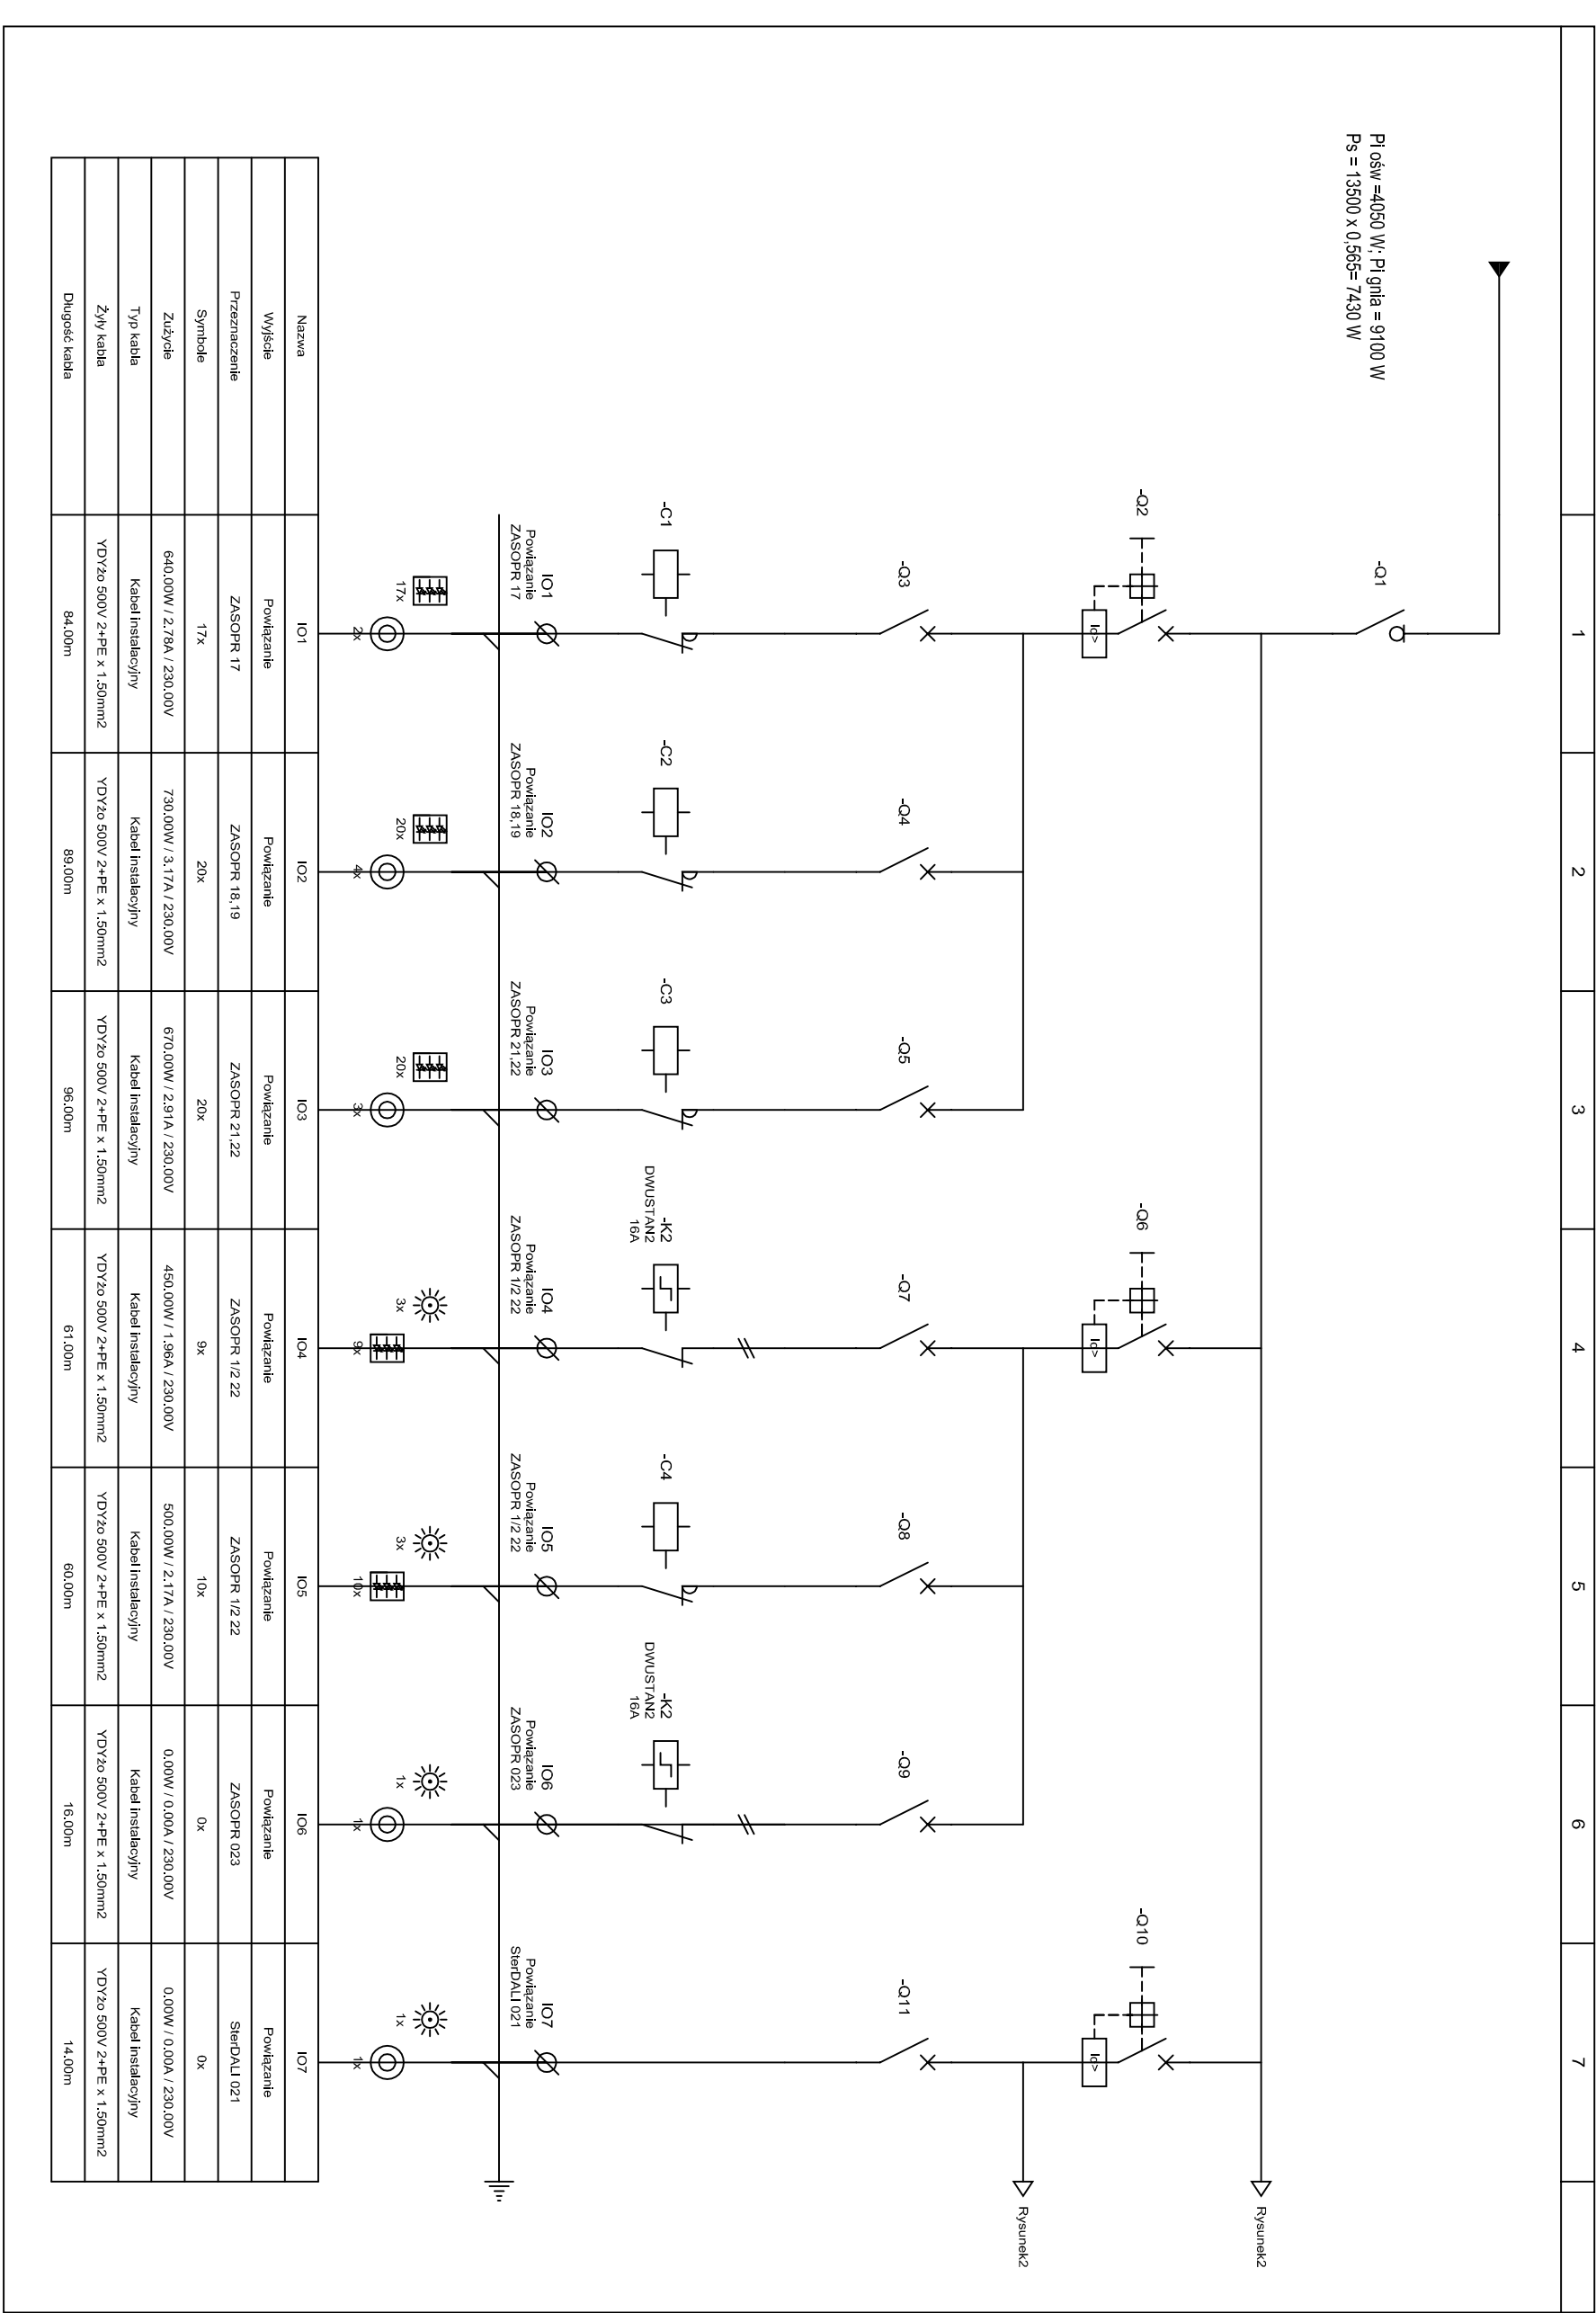 1 2 3 4 5 6 7
Pi ośw =4050 W; Pi gnia = 9100 W
Ps = 13500 x 0,565= 7430 W
-Q1
Rysunek2
-Q2 -Q6 -Q10
Id> Id> Id>
Rysunek2
-Q3 -Q4 -Q5 -Q7 -Q8 -Q9 -Q11
-C1 -C2 -C3 -K2 -C4 -K2
DWUSTAN2 DWUSTAN2
16A 16A
IO1 IO2 IO3 IO4 IO5 IO6 IO7
Powiązanie Powiązanie Powiązanie Powiązanie Powiązanie Powiązanie Powiązanie
ZASOPR 17 ZASOPR 18,19 ZASOPR 21,22 ZASOPR 1/2 22 ZASOPR 1/2 22 ZASOPR 023 SterDALI 021
17x 20x 20x 3x 3x 1x 1x
2x 4x 3x 9x 10x 1x 1x
Nazwa IO1 IO2 IO3 IO4 IO5 IO6 IO7
Wyjście Powiązanie Powiązanie Powiązanie Powiązanie Powiązanie Powiązanie Powiązanie
Przeznaczenie ZASOPR 17 ZASOPR 18,19 ZASOPR 21,22 ZASOPR 1/2 22 ZASOPR 1/2 22 ZASOPR 023 SterDALI 021
Symbole 17x 20x 20x 9x 10x 0x 0x
Zużycie 640.00W / 2.78A / 230.00V 730.00W / 3.17A / 230.00V 670.00W / 2.91A / 230.00V 450.00W / 1.96A / 230.00V 500.00W / 2.17A / 230.00V 0.00W / 0.00A / 230.00V 0.00W / 0.00A / 230.00V
Typ kabla Kabel instalacyjny Kabel instalacyjny Kabel instalacyjny Kabel instalacyjny Kabel instalacyjny Kabel instalacyjny Kabel instalacyjny
Żyły kabla YDYżo 500V 2+PE x 1.50mm2 YDYżo 500V 2+PE x 1.50mm2 YDYżo 500V 2+PE x 1.50mm2 YDYżo 500V 2+PE x 1.50mm2 YDYżo 500V 2+PE x 1.50mm2 YDYżo 500V 2+PE x 1.50mm2 YDYżo 500V 2+PE x 1.50mm2
Długość kabla 84.00m 89.00m 96.00m 61.00m 60.00m 16.00m 14.00m